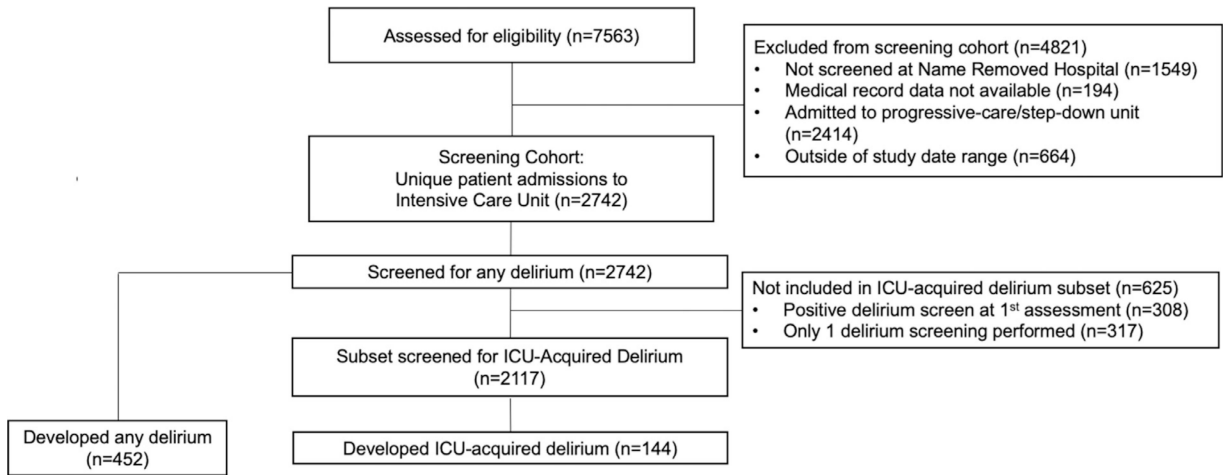 Assessed for eligibility (n=7563)
Excluded from screening cohort (n=4821)
• Not screened at Name Removed Hospital (n=1549)
• Medical record data not available (n=194)
• Admitted to progressive-care/step-down unit
(n=2414)
• Outside of study date range (n=664)
Screening Cohort:
Unique patient admissions to
Intensive Care Unit (n=2742)
Screened for any delirium (n=2742)
Not included in ICU-acquired delirium subset (n=625)
• Positive delirium screen at 1st assessment (n=308)
• Only 1 delirium screening performed (n=317)
Subset screened for ICU-Acquired Delirium
(n=2117)
Developed any delirium
(n=452)
Developed ICU-acquired delirium (n=144)